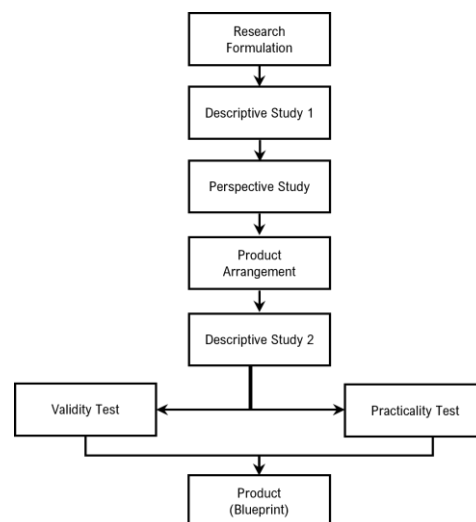 Research
Formulation
Descriptive Study 1
Perspective Study
Product
Arrangement
Descriptive Study 2
Validity Test
Practicality Test
Product
(Blueprint)